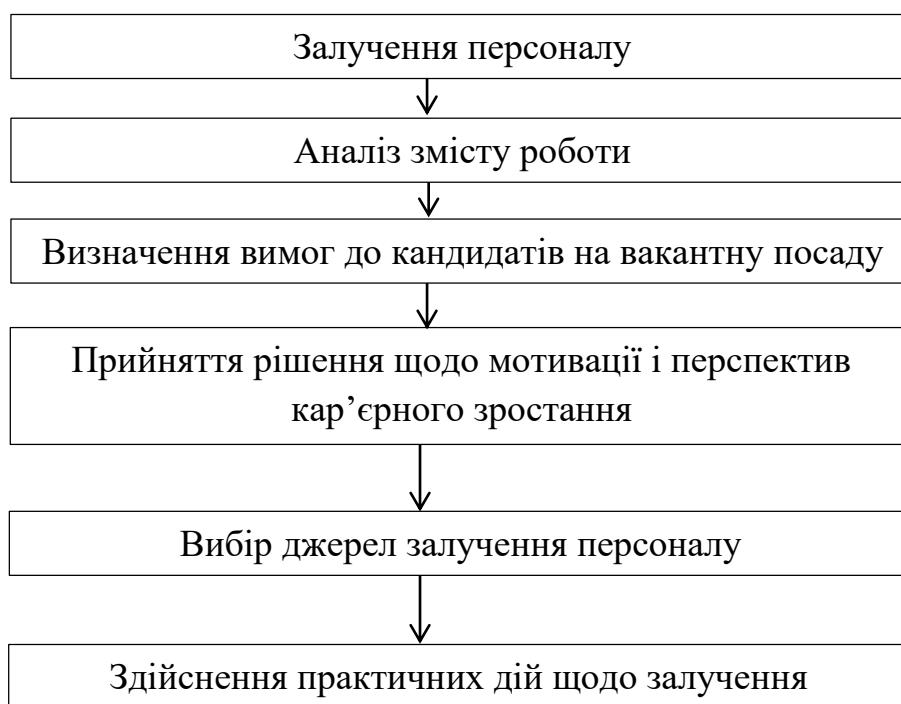 Залучення персоналу
Аналіз змісту роботи
Визначення вимог до кандидатів на вакантну посаду
Прийняття рішення щодо мотивації і перспектив
кар’єрного зростання
Вибір джерел залучення персоналу
Здійснення практичних дій щодо залучення